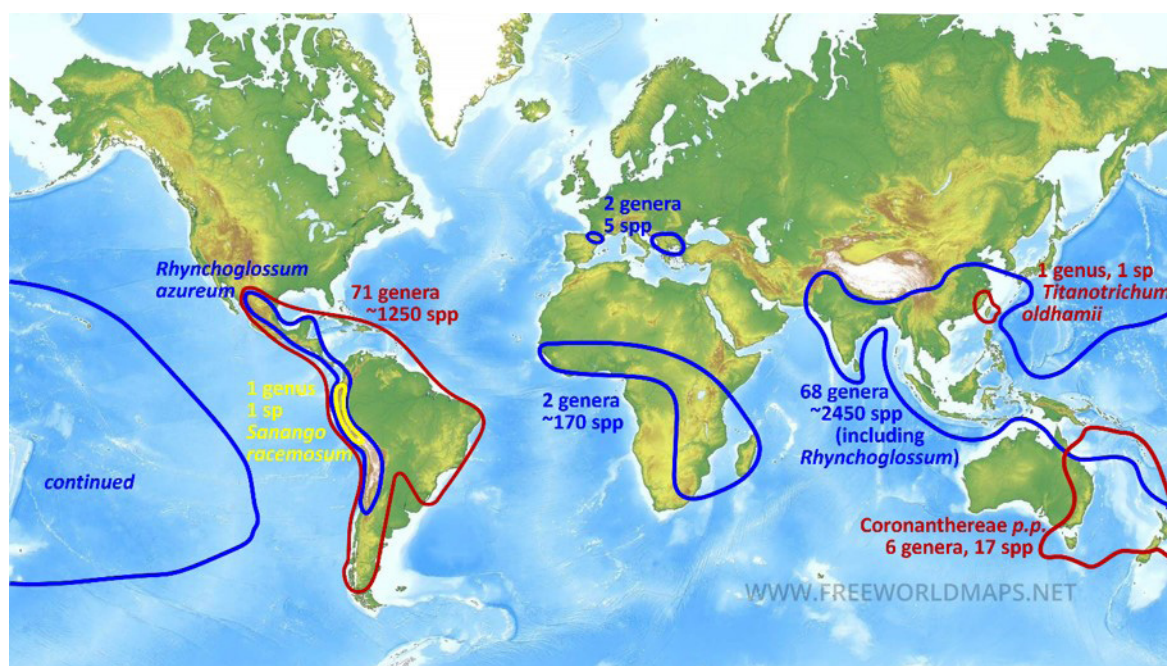 2 genera
5 spp
Rhynchoglossum
azureum
71 genera
~1250 spp
1 genus, 1 sp
Titanotrichum
oldhamii
1 genus
1 sp
Sanango
racemosum
2 genera
~170 spp
68 genera
~2450 spp
(including
Rhynchoglossum)
continued
Coronanthereae p.p.
6 genera, 17 spp
WWW.FREEWORLDMAPS.NET